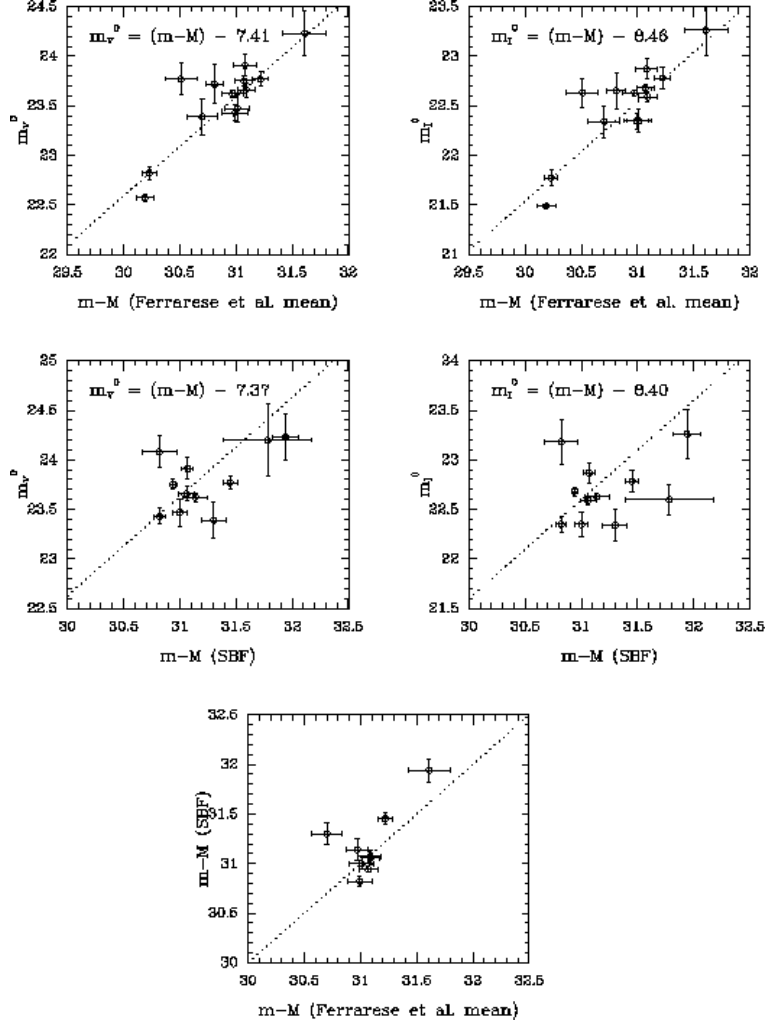 24.5
24
23.5
23
22.5
22
m_v^0
m_v^0 = (m−M) − 7.41
29.5 30 30.5 31 31.5 32
m−M (Ferrarese et al. mean)
23.5
23
22.5
22
21.5
21
m_I^0
m_I^0 = (m−M) − 8.46
29.5 30 30.5 31 31.5 32
m−M (Ferrarese et al. mean)
25
24.5
24
23.5
23
22.5
m_v^0
m_v^0 = (m−M) − 7.37
30 30.5 31 31.5 32 32.5
m−M (SBF)
24
23.5
23
22.5
22
21.5
m_I^0
m_I^0 = (m−M) − 8.40
30 30.5 31 31.5 32 32.5
m−M (SBF)
32.5
32
31.5
31
30.5
30
m−M (SBF)
30 30.5 31 31.5 32 32.5
m−M (Ferrarese et al. mean)